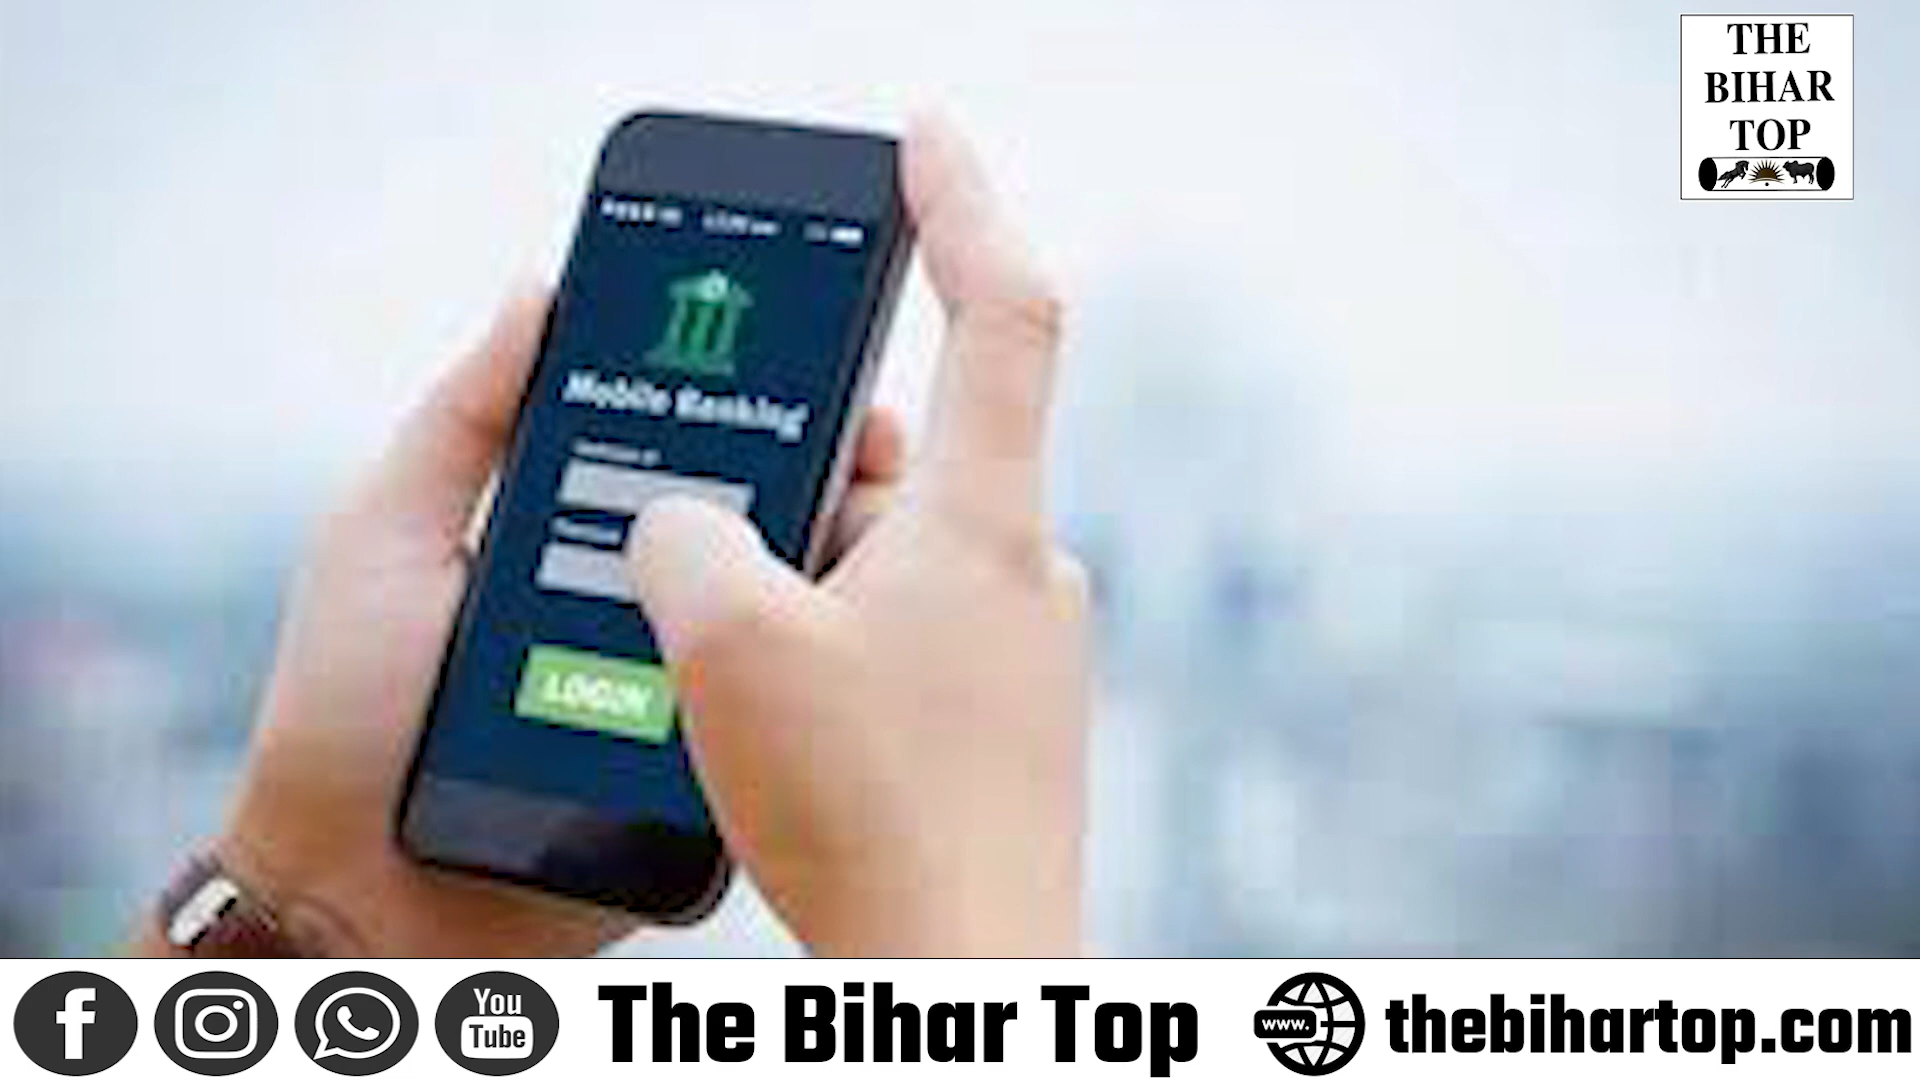 THE
BIHAR
TOP
Mobile Banking
LOGIN
f
You
Tube
The Bihar Top
www.
thebihartop.com